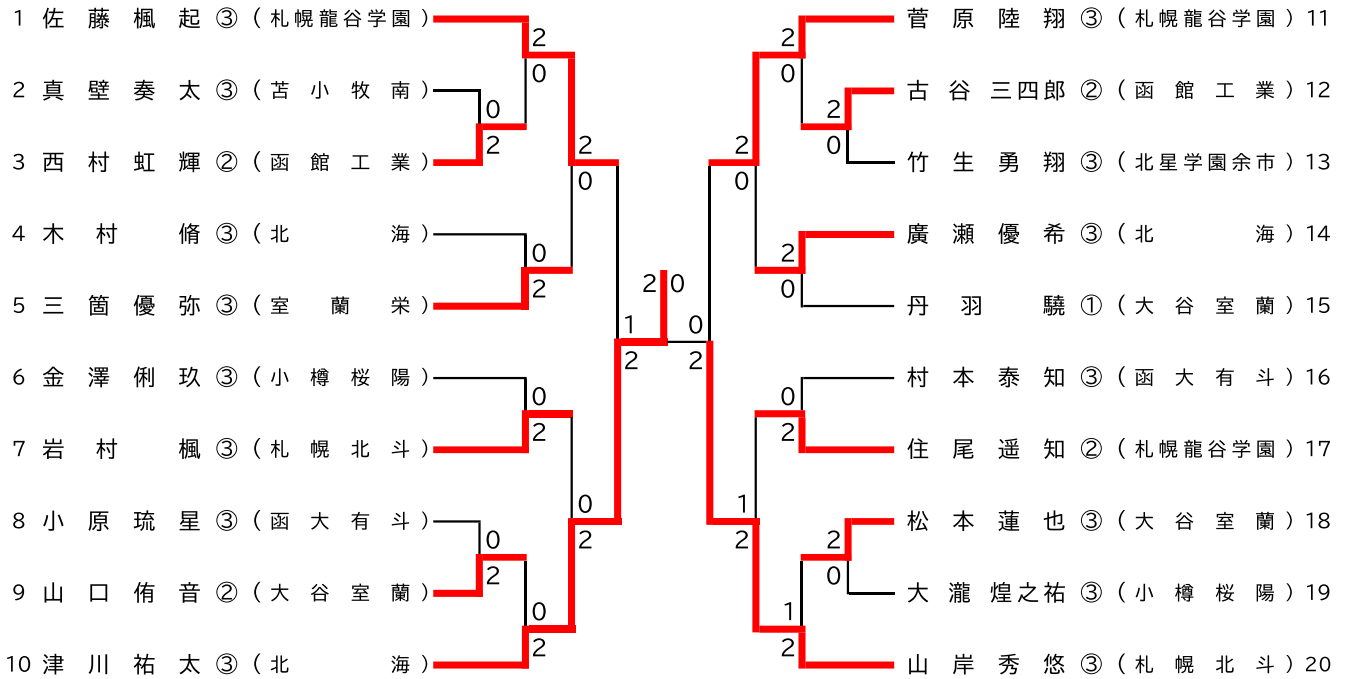 1 佐藤楓起③(札幌龍谷学園)
2 真壁奏太③(苫小牧南)
3 西村虹輝②(函館工業)
4 木村脩③(北海)
5 三箇優弥③(室蘭栄)
6 金澤俐玖③(小樽桜陽)
7 岩村楓③(札幌北斗)
8 小原琉星③(函大有斗)
9 山口侑音②(大谷室蘭)
10 津川祐太③(北海)
2
0
0
2
2
0
0
2
1
2
0
2
0
2
0
2
0
2
2 0
2
0
2
0
2
0
2
0
0
2
0
2
1
2
2
0
1
2
菅原陸翔③(札幌龍谷学園)11
古谷三四郎②(函館工業)12
竹生勇翔③(北星学園余市)13
廣瀬優希③(北海)14
丹羽驍①(大谷室蘭)15
村本泰知③(函大有斗)16
住尾遥知②(札幌龍谷学園)17
松本蓮也③(大谷室蘭)18
大瀧煌之祐③(小樽桜陽)19
山岸秀悠③(札幌北斗)20